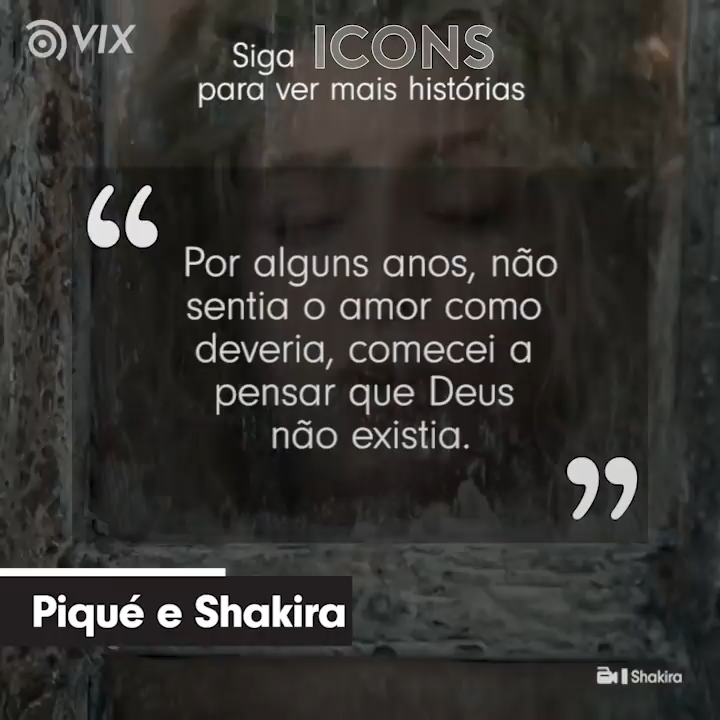 VIX
Siga ICONS
para ver mais histórias
“
Por alguns anos, não
sentia o amor como
deveria, comecei a
pensar que Deus
não existia.
”
Piqué e Shakira
Shakira